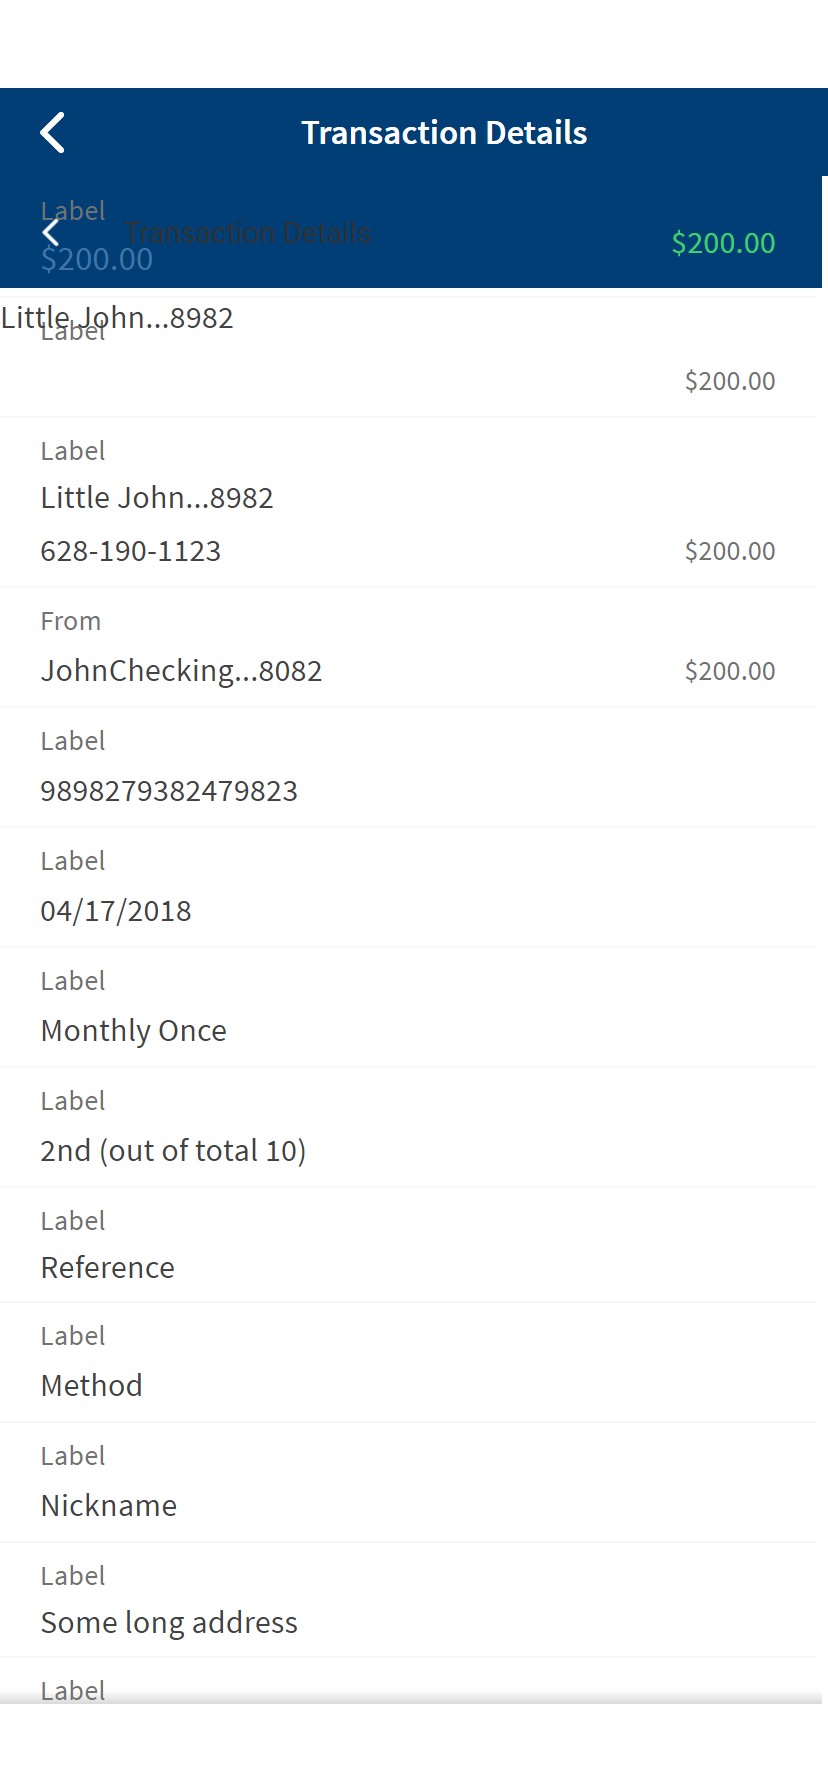 Transaction Details
Label
Transaction Details
$200.00
$200.00
Little John...8982
Label
$200.00
Label
Little John...8982
628-190-1123
$200.00
From
JohnChecking...8082
$200.00
Label
9898279382479823
Label
04/17/2018
Label
Monthly Once
Label
2nd (out of total 10)
Label
Reference
Label
Method
Label
Nickname
Label
Some long address
Label